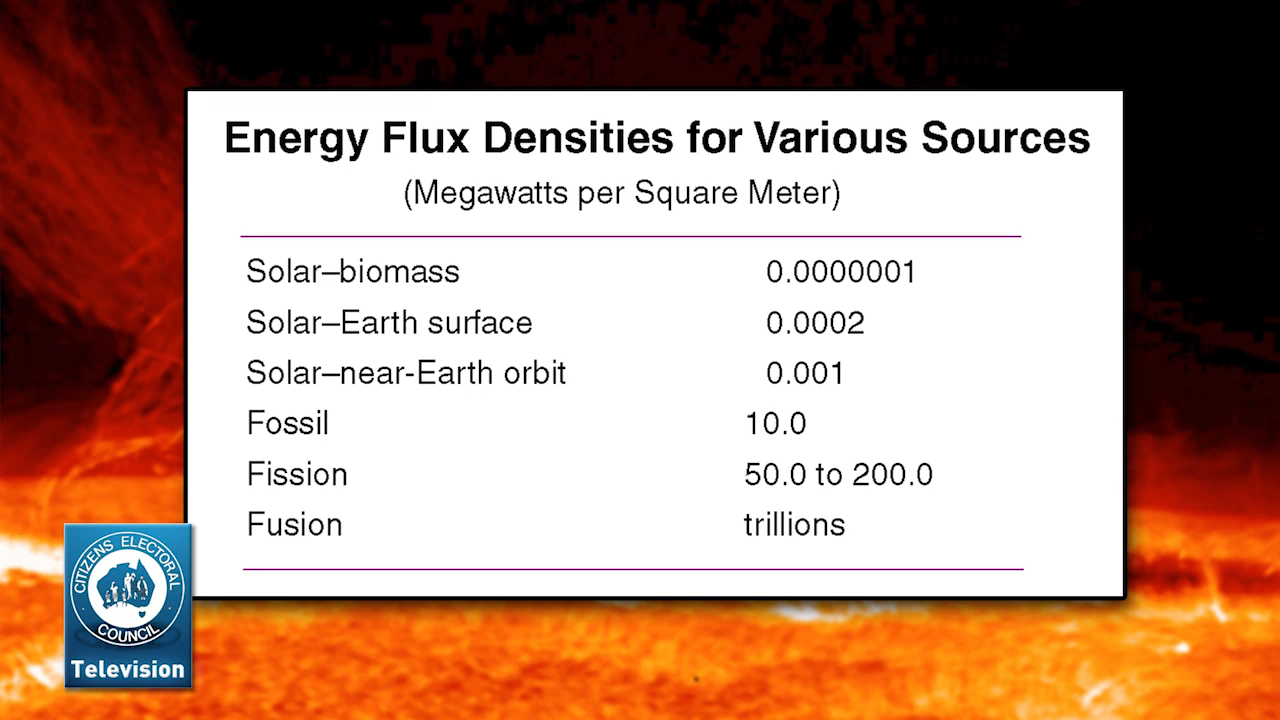 Energy Flux Densities for Various Sources
(Megawatts per Square Meter)
Solar–biomass 0.0000001
Solar–Earth surface 0.0002
Solar–near-Earth orbit 0.001
Fossil 10.0
Fission 50.0 to 200.0
Fusion trillions
CITIZENS ELECTORAL
COUNCIL
Television